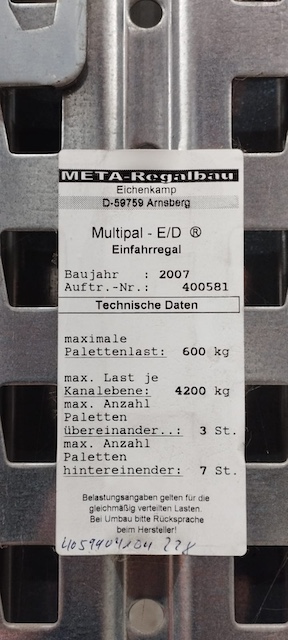 META-Regalbau
Eichenkamp
D-59759 Arnsberg
Multipal - E/D ®
Einfahrregal
Baujahr : 2007
Auftr.-Nr.: 400581
Technische Daten
maximale
Palettenlast: 600 kg
max. Last je
Kanalebene: 4200 kg
max. Anzahl
Paletten
übereinander..: 3 St.
max. Anzahl
Paletten
hintereinender: 7 St.
Belastungsangaben gelten für die
gleichmäßig verteilten Lasten.
Bei Umbau bitte Rücksprache
beim Hersteller!